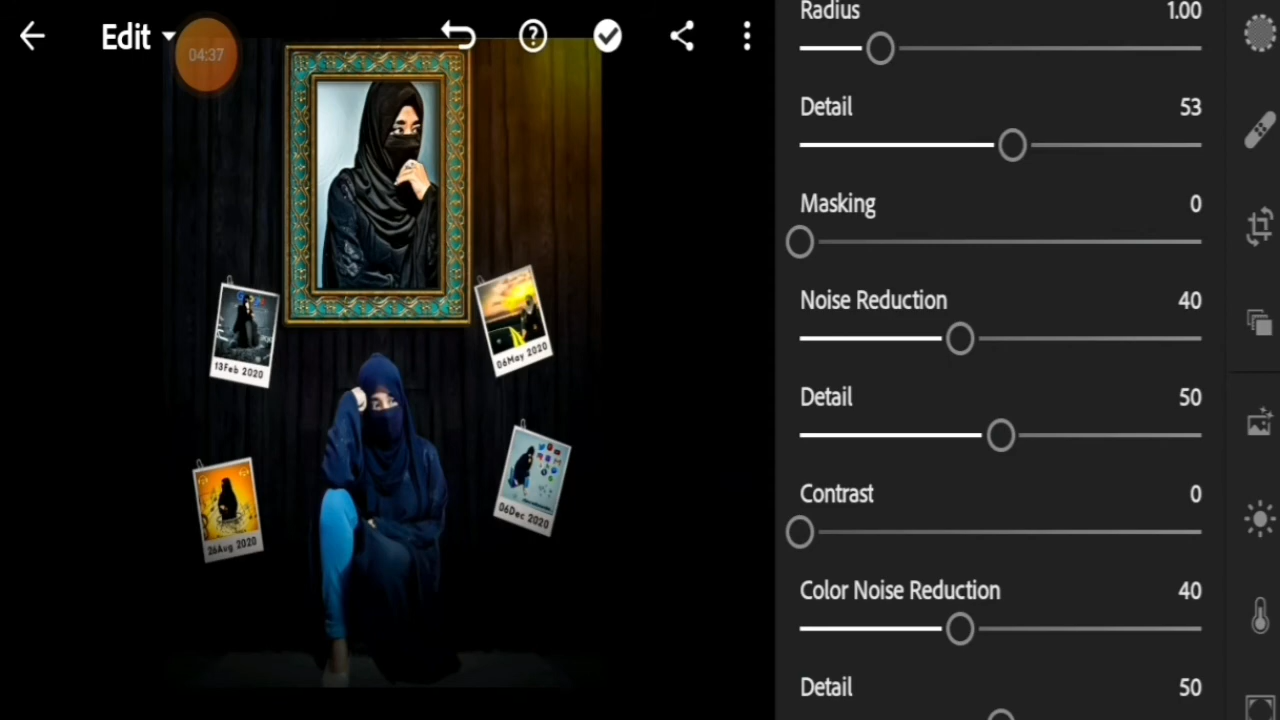 Edit
04:37
13Feb 2020
06May 2020
26Aug 2020
06Dec 2020
Radius 1.00
Detail 53
Masking 0
Noise Reduction 40
Detail 50
Contrast 0
Color Noise Reduction 40
Detail 50